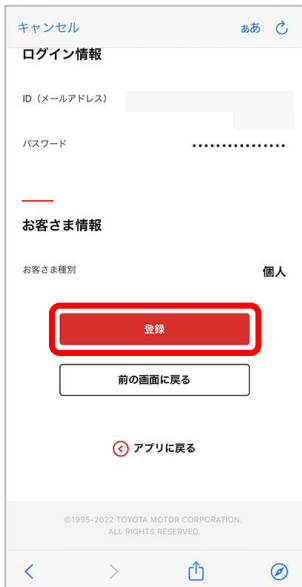 キャンセル
ぁあ
ログイン情報
ID（メールアドレス）
パスワード
••••••••••••••••
お客さま情報
お客さま種別
個人
登録
前の画面に戻る
アプリに戻る
©1995-2022 TOYOTA MOTOR CORPORATION.
ALL RIGHTS RESERVED.